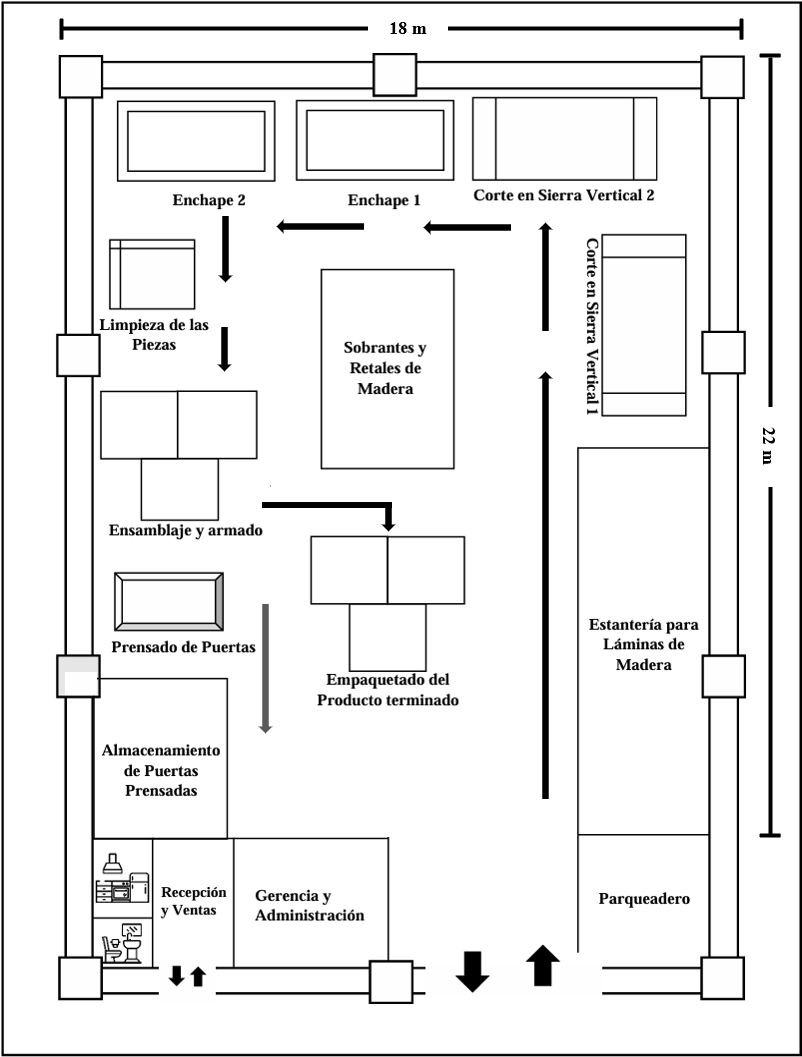 18 m
Enchape 2
Enchape 1
Corte en Sierra Vertical 2
Corte en Sierra Vertical 1
Limpieza de las
Piezas
Sobrantes y
Retales de
Madera
22 m
Ensamblaje y armado
Prensado de Puertas
Empaquetado del
Producto terminado
Estantería para
Láminas de
Madera
Almacenamiento
de Puertas
Prensadas
Recepción
y Ventas
Gerencia y
Administración
Parqueadero